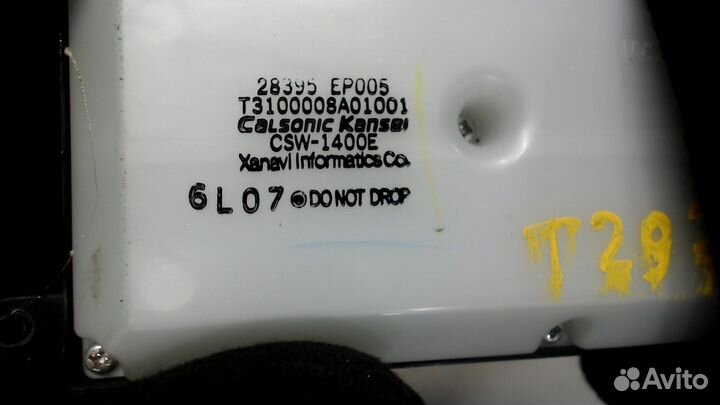 28395 EP005
T3100008A01001
Calsonic Kansei
CSW-1400E
Xanavi Informatics Co.
6L07 DO NOT DROP
T29
Avito